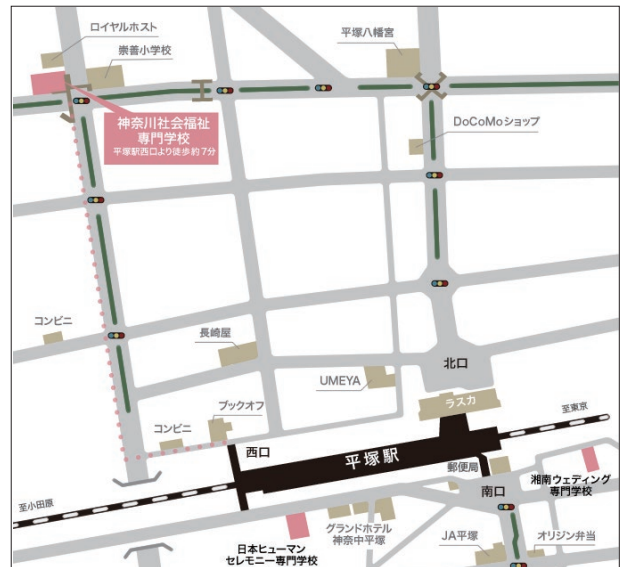 ロイヤルホスト
崇善小学校
平塚八幡宮
神奈川社会福祉
専門学校
平塚駅西口より徒歩約7分
DoCoMoショップ
コンビニ
長崎屋
北口
UMEYA
ラスカ
ブックオフ
コンビニ
西口
至東京
平塚駅
郵便局
湘南ウェディング
専門学校
南口
至小田原
グランドホテル
神奈中平塚
日本ヒューマン
セレモニー専門学校
JA平塚
オリジン弁当